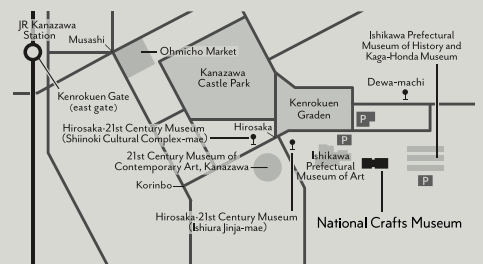 JR Kanazawa
Station
Musashi
Ohmicho Market
Ishikawa Prefectural
Museum of History and
Kaga-Honda Museum
Kanazawa
Castle Park
Dewa-machi
Kenrokuen Gate
(east gate)
Kenrokuen
Graden
P
Hirosaka·21st Century Museum
(Shiinoki Cultural Complex-mae)
Hirosaka
P
21st Century Museum of
Contemporary Art, Kanazawa
Ishikawa
Prefectural
Museum of Art
P
Korinbo
Hirosaka·21st Century Museum
(Ishiura Jinja-mae)
National Crafts Museum